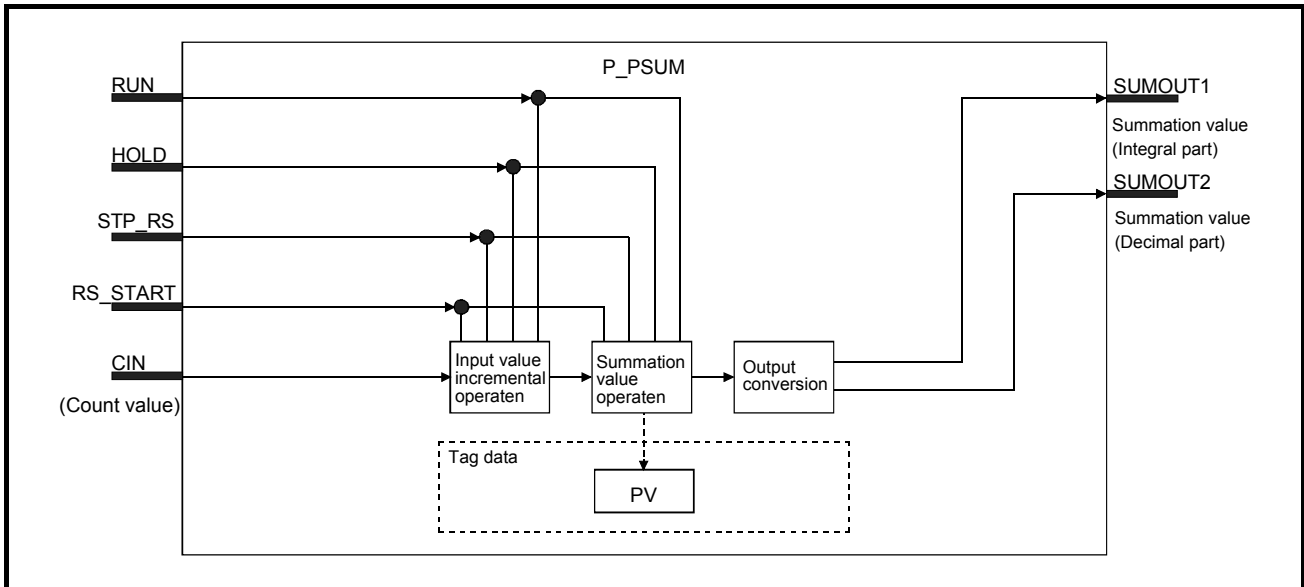 P_PSUM
RUN
HOLD
STP_RS
RS_START
CIN
(Count value)
Input value
incremental
operaten
Summation
value
operaten
Output
conversion
Tag data
PV
SUMOUT1
Summation value
(Integral part)
SUMOUT2
Summation value
(Decimal part)